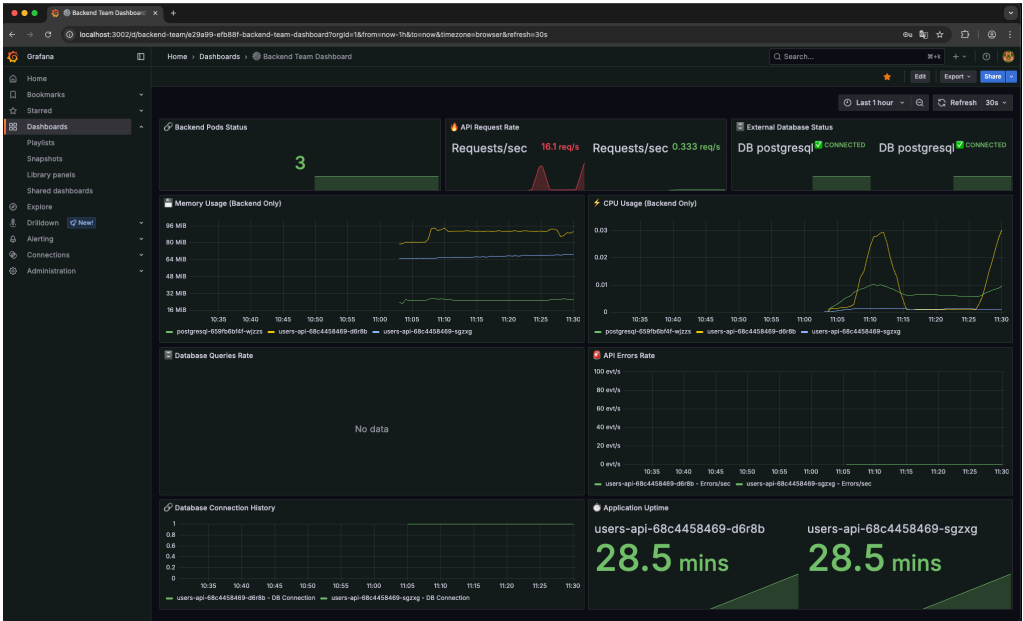 Backend Team Dashboard
localhost:3002/d/backend-team/e29a99-efb88f-backend-team-dashboard?orgId=1&from=now-1h&to=now&timezone=browser&refresh=30s
Grafana
Home › Dashboards › Backend Team Dashboard
Search...
⌘+k
Edit
Export
Share
Home
Bookmarks
Starred
Dashboards
Playlists
Snapshots
Library panels
Shared dashboards
Explore
Drilldown New!
Alerting
Connections
Administration
Last 1 hour
Refresh 30s
Backend Pods Status
3
API Request Rate
Requests/sec 16.1 req/s Requests/sec 0.333 req/s
External Database Status
DB postgresql CONNECTED DB postgresql CONNECTED
Memory Usage (Backend Only)
96 MiB
80 MiB
64 MiB
48 MiB
32 MiB
16 MiB
10:35 10:40 10:45 10:50 10:55 11:00 11:05 11:10 11:15 11:20 11:25 11:30
postgresql-659fb6bf4f-wjzzs users-api-68c4458469-d6r8b users-api-68c4458469-sgzxg
CPU Usage (Backend Only)
0.03
0.02
0.01
0
10:35 10:40 10:45 10:50 10:55 11:00 11:05 11:10 11:15 11:20 11:25 11:30
postgresql-659fb6bf4f-wjzzs users-api-68c4458469-d6r8b users-api-68c4458469-sgzxg
Database Queries Rate
No data
API Errors Rate
100 evt/s
80 evt/s
60 evt/s
40 evt/s
20 evt/s
0 evt/s
10:35 10:40 10:45 10:50 10:55 11:00 11:05 11:10 11:15 11:20 11:25 11:30
users-api-68c4458469-d6r8b - Errors/sec users-api-68c4458469-sgzxg - Errors/sec
Database Connection History
1
0.8
0.6
0.4
0.2
0
10:35 10:40 10:45 10:50 10:55 11:00 11:05 11:10 11:15 11:20 11:25 11:30
users-api-68c4458469-d6r8b - DB Connection users-api-68c4458469-sgzxg - DB Connection
Application Uptime
users-api-68c4458469-d6r8b users-api-68c4458469-sgzxg
28.5 mins 28.5 mins